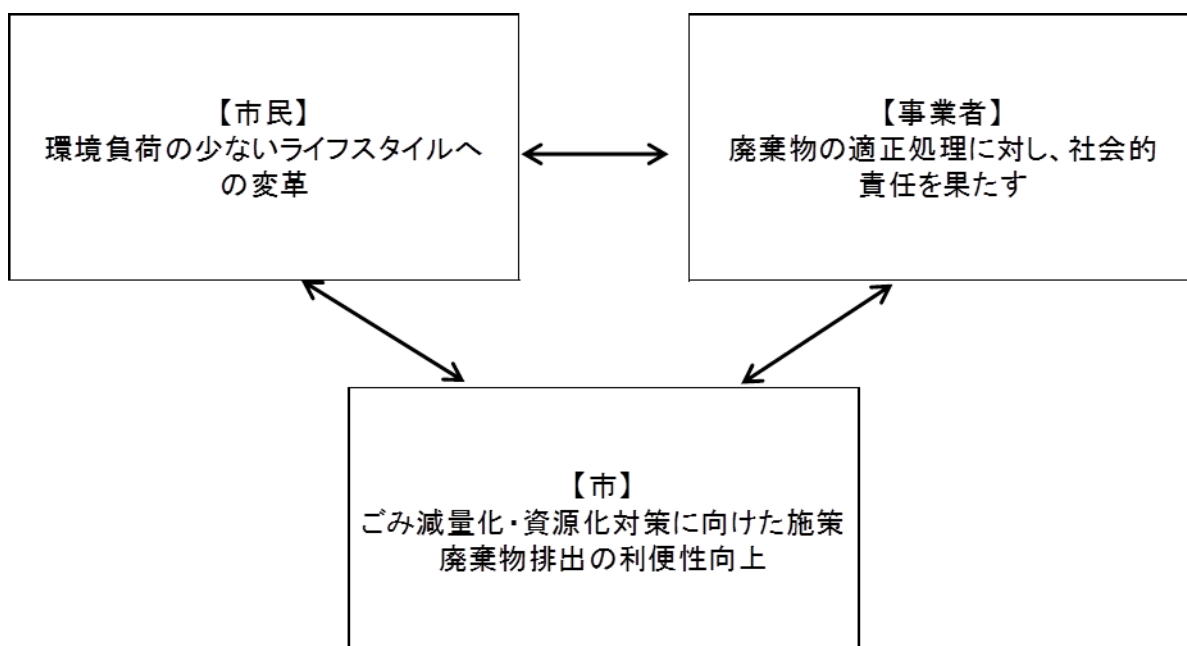 【市民】
環境負荷の少ないライフスタイルへ
の変革
【事業者】
廃棄物の適正処理に対し、社会的
責任を果たす
【市】
ごみ減量化・資源化対策に向けた施策
廃棄物排出の利便性向上